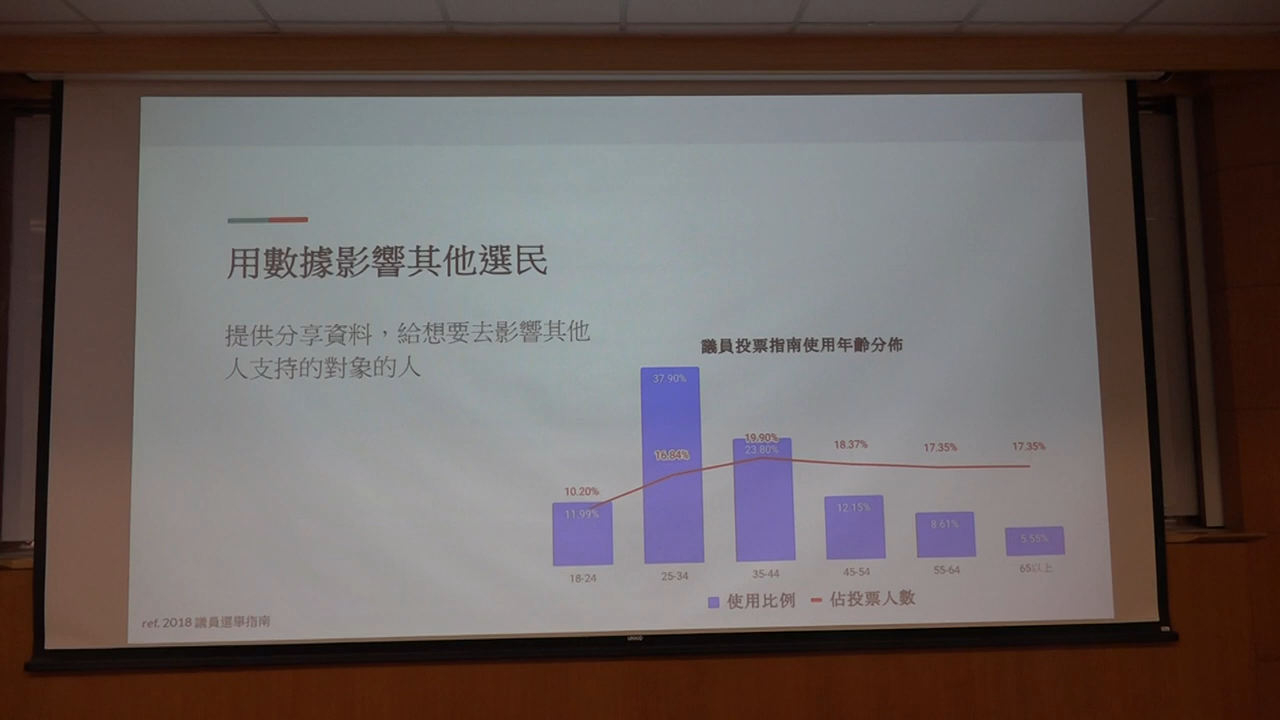 用數據影響其他選民
提供分享資料，給想要去影響其他
人支持的對象的人
議員投票指南使用年齡分佈
37.90%
19.90%
23.80%
18.37%
17.35%
17.35%
16.84%
10.20%
11.99%
12.15%
8.61%
5.55%
18-24
25-34
35-44
45-54
55-64
65以上
使用比例
佔投票人數
ref. 2018 議員選舉指南